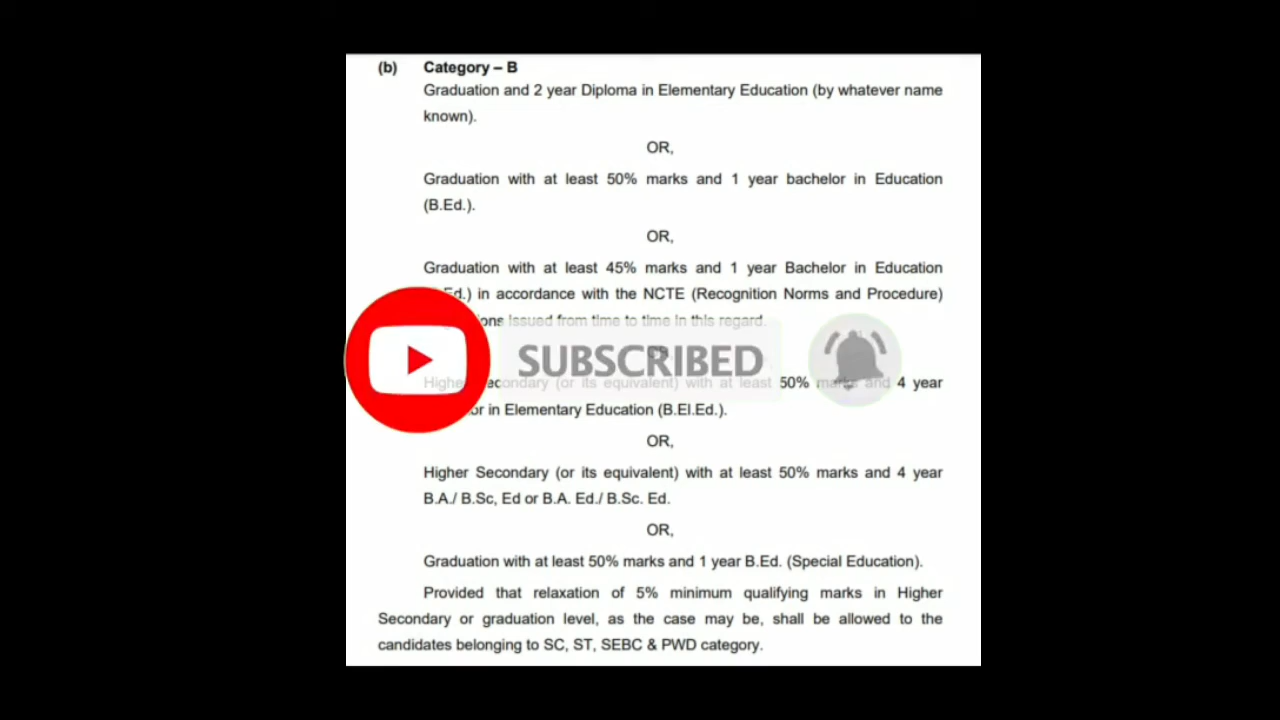 (b) Category – B
Graduation and 2 year Diploma in Elementary Education (by whatever name
known).
OR,
Graduation with at least 50% marks and 1 year bachelor in Education
(B.Ed.).
OR,
Graduation with at least 45% marks and 1 year Bachelor in Education
Ed.) in accordance with the NCTE (Recognition Norms and Procedure)
ons issued from time to time in this regard.
SUBSCRIBED
econdary (or its equivalent) with at least 50% marks and 4 year
or in Elementary Education (B.El.Ed.).
OR,
Higher Secondary (or its equivalent) with at least 50% marks and 4 year
B.A./ B.Sc, Ed or B.A. Ed./ B.Sc. Ed.
OR,
Graduation with at least 50% marks and 1 year B.Ed. (Special Education).
Provided that relaxation of 5% minimum qualifying marks in Higher
Secondary or graduation level, as the case may be, shall be allowed to the
candidates belonging to SC, ST, SEBC & PWD category.